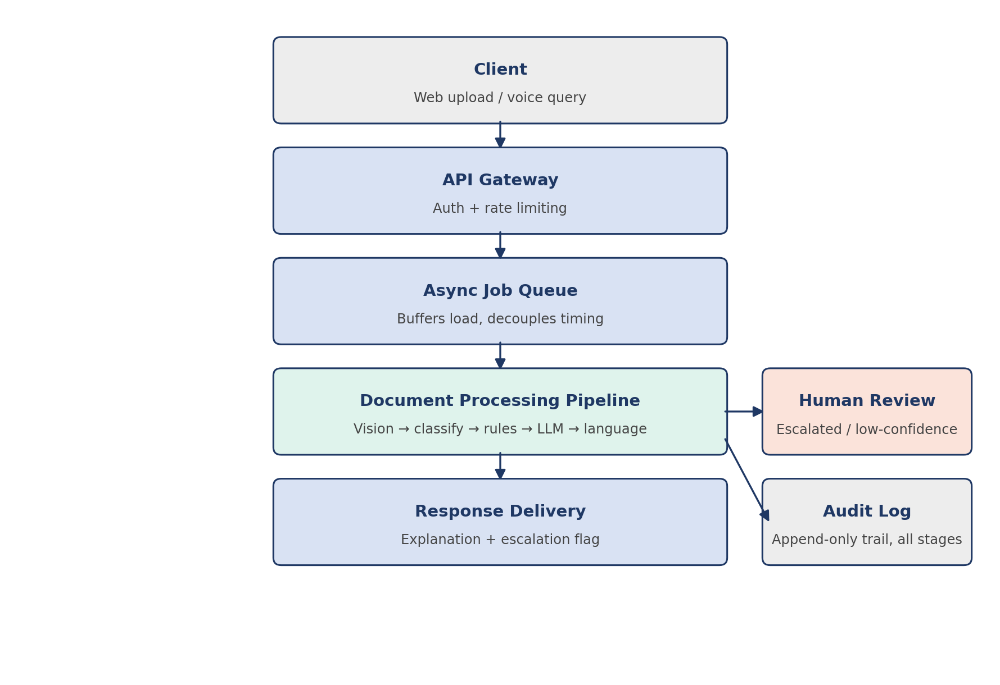 Client
Web upload / voice query
API Gateway
Auth + rate limiting
Async Job Queue
Buffers load, decouples timing
Document Processing Pipeline
Vision → classify → rules → LLM → language
Human Review
Escalated / low-confidence
Response Delivery
Explanation + escalation flag
Audit Log
Append-only trail, all stages